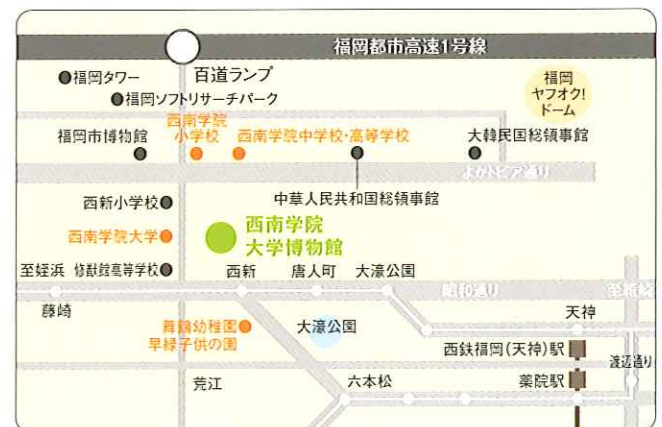 福岡都市高速1号線
●福岡タワー
百道ランプ
●福岡ソフトリサーチパーク
福岡
ヤフオク!
ドーム
福岡市博物館
西南学院
小学校
西南学院中学校・高等学校
大韓民国総領事館
よかトピア通り
西新小学校●
中華人民共和国総領事館
西南学院大学●
西南学院
大学博物館
至姪浜
修猷館高等学校●
西新
唐人町
大濠公園
昭和通り
至箱崎
藤崎
天神
舞鶴幼稚園●
早緑子供の園
大濠公園
西鉄福岡(天神)駅
渡辺通り
荒江
六本松
薬院駅